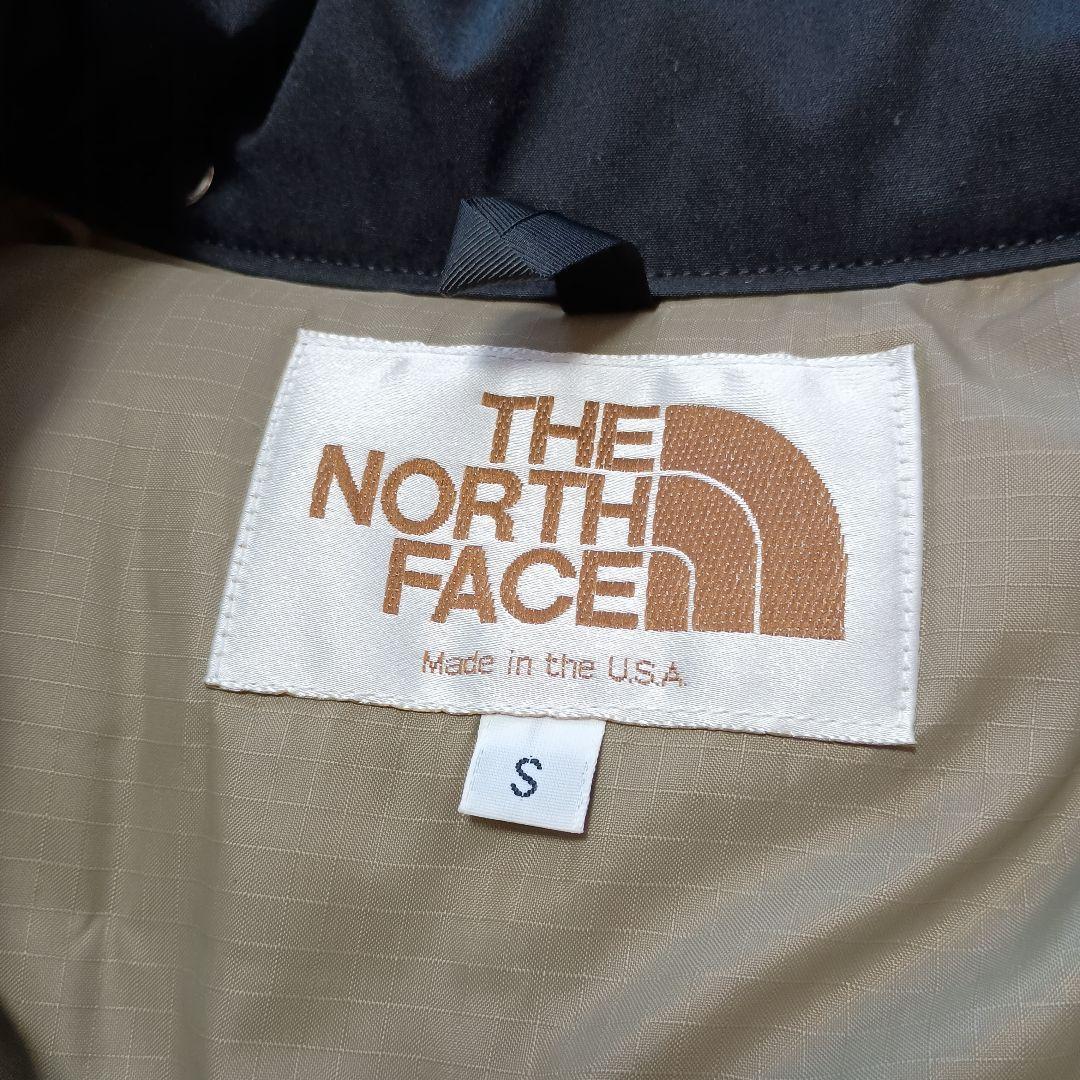 THE
NORTH
FACE
Made in the U.S.A.
S